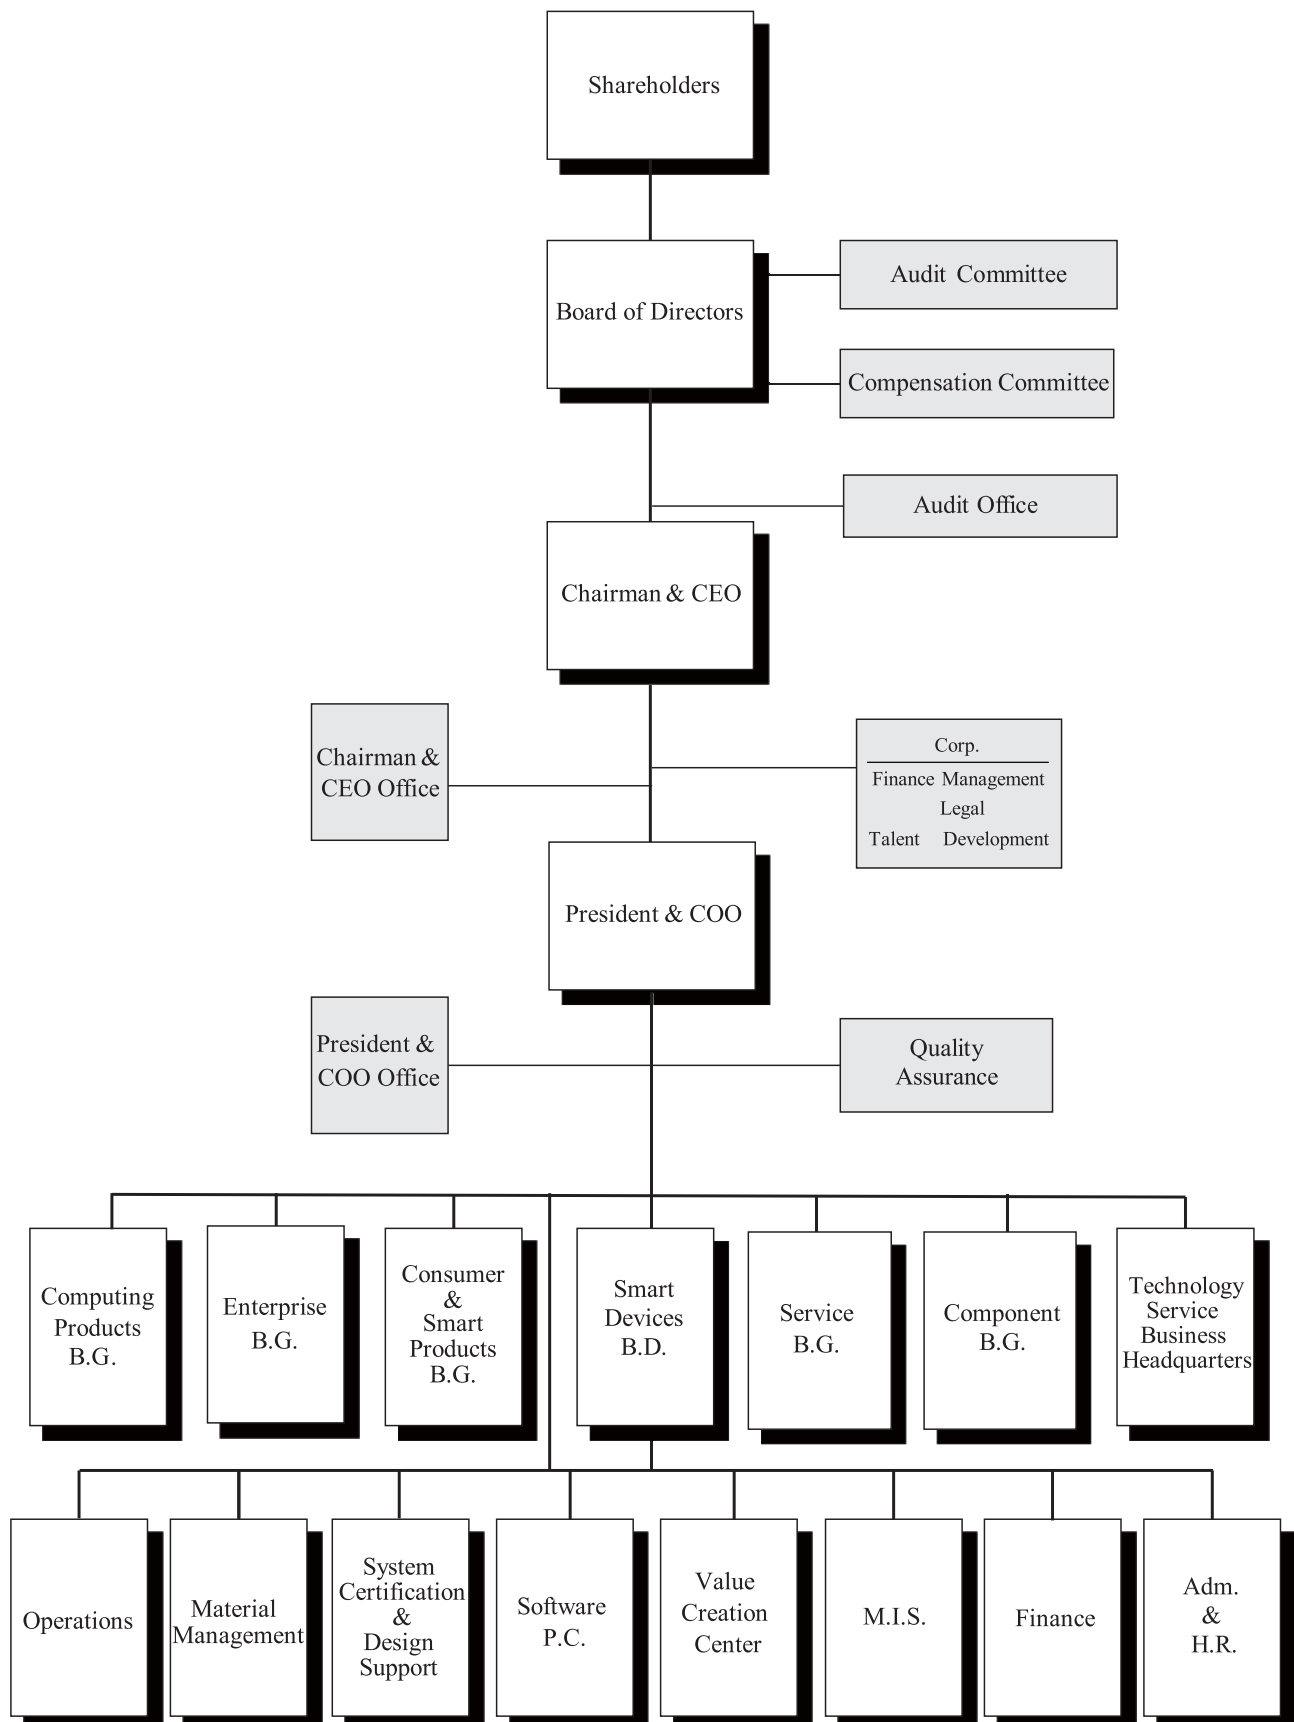 Shareholders
Board of Directors
Audit Committee
Compensation Committee
Audit Office
Chairman & CEO
Chairman &
CEO Office
Corp.
Finance Management
Legal
Talent Development
President & COO
President &
COO Office
Quality
Assurance
Computing
Products
B.G.
Enterprise
B.G.
Consumer
&
Smart
Products
B.G.
Smart
Devices
B.D.
Service
B.G.
Component
B.G.
Technology
Service
Business
Headquarters
Operations
Material
Management
System
Certification
&
Design
Support
Software
P.C.
Value
Creation
Center
M.I.S.
Finance
Adm.
&
H.R.